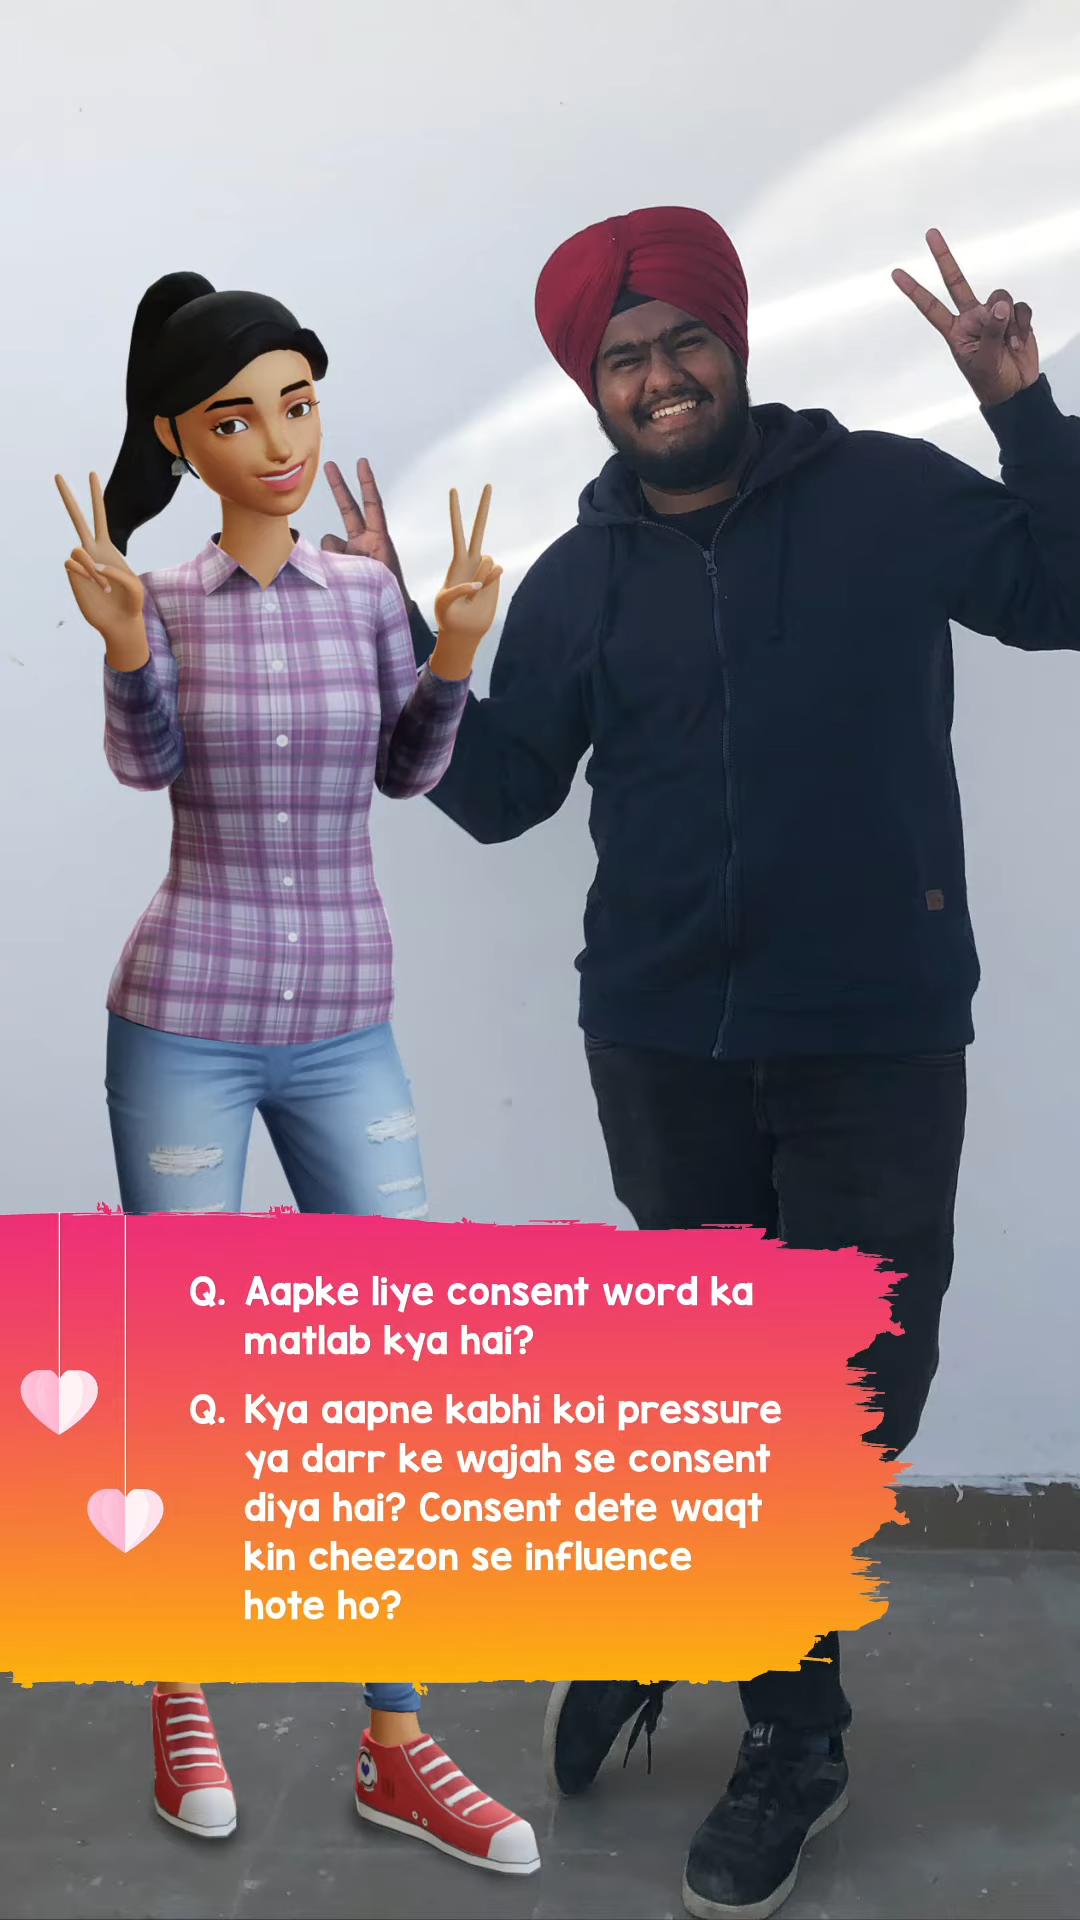 Q. Aapke liye consent word ka
matlab kya hai?
Q. Kya aapne kabhi koi pressure
ya darr ke wajah se consent
diya hai? Consent dete waqt
kin cheezon se influence
hote ho?